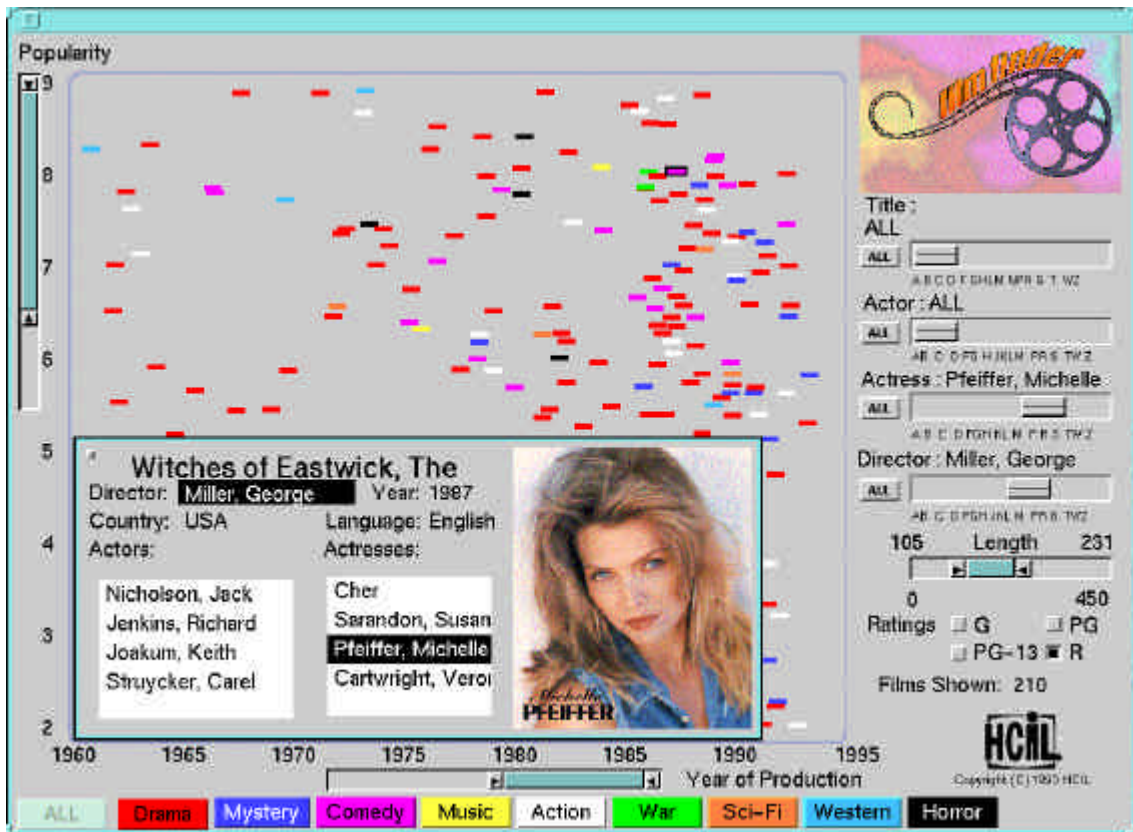 Popularity
9
8
7
6
5
4
3
2
1960 1965 1970 1975 1980 1985 1990 1995
Year of Production
Witches of Eastwick, The
Director: Miller, George Year: 1987
Country: USA Language: English
Actors: Actresses:
Nicholson, Jack
Jenkins, Richard
Joakum, Keith
Struycker, Carel
Cher
Sarandon, Susan
Pfeiffer, Michelle
Cartwright, Vero
Michelle
PFEIFFER
Title :
ALL
ALL
Actor : ALL
ALL
Actress : Pfeiffer, Michelle
ALL
Director : Miller, George
ALL
105 Length 231
0 450
Ratings G PG
PG-13 R
Films Shown: 210
HCIL
Copyright (C) 1993 HCIL
ALL Drama Mystery Comedy Music Action War Sci-Fi Western Horror